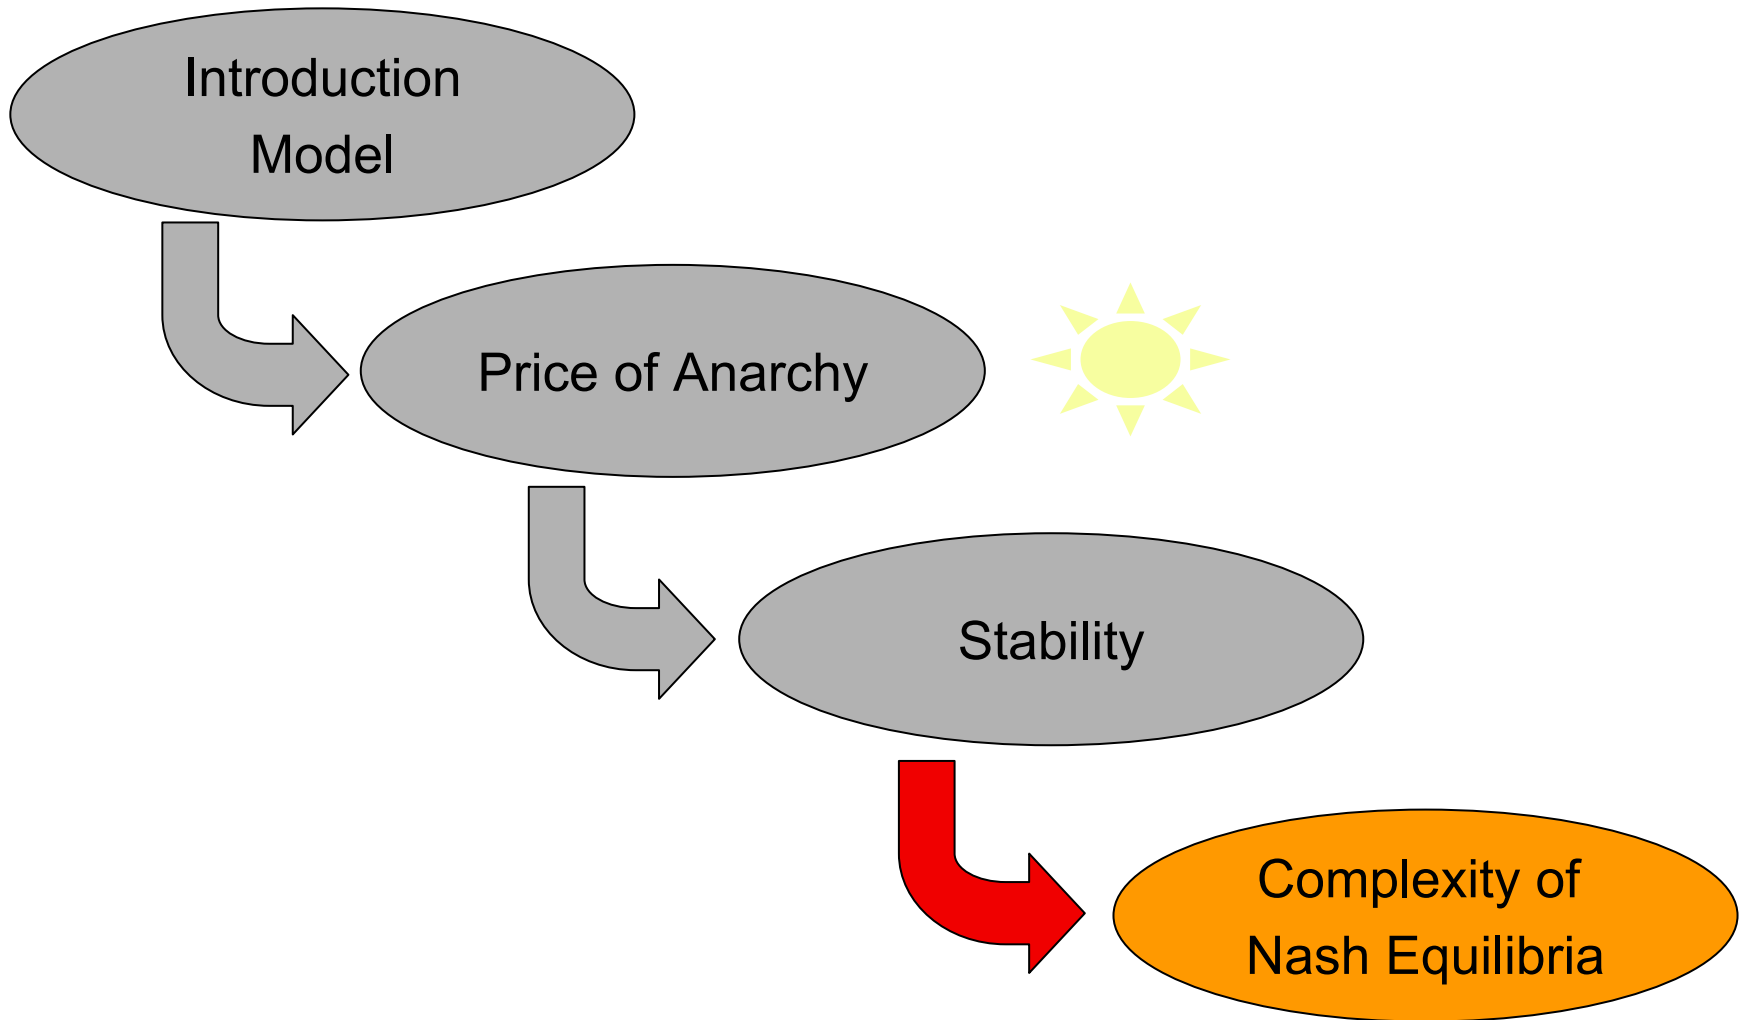 Introduction
Model
Price of Anarchy
Stability
Complexity of
Nash Equilibria